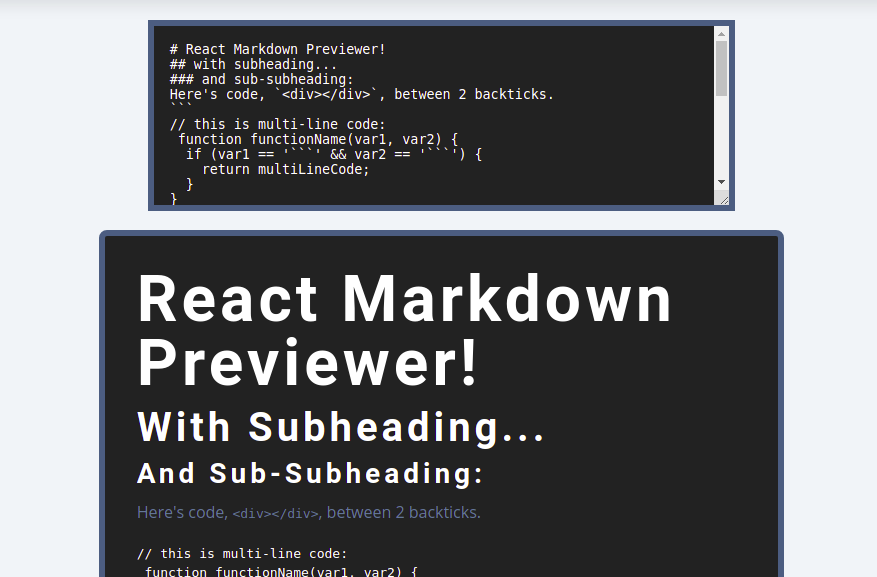 # React Markdown Previewer!
## with subheading...
### and sub-subheading:
Here's code, `<div></div>`, between 2 backticks.
```
// this is multi-line code:
 function functionName(var1, var2) {
  if (var1 == '```' && var2 == '```') {
    return multiLineCode;
  }
}
React Markdown
Previewer!
With Subheading...
And Sub-Subheading:
Here's code, <div></div>, between 2 backticks.
// this is multi-line code:
 function functionName(var1, var2) {